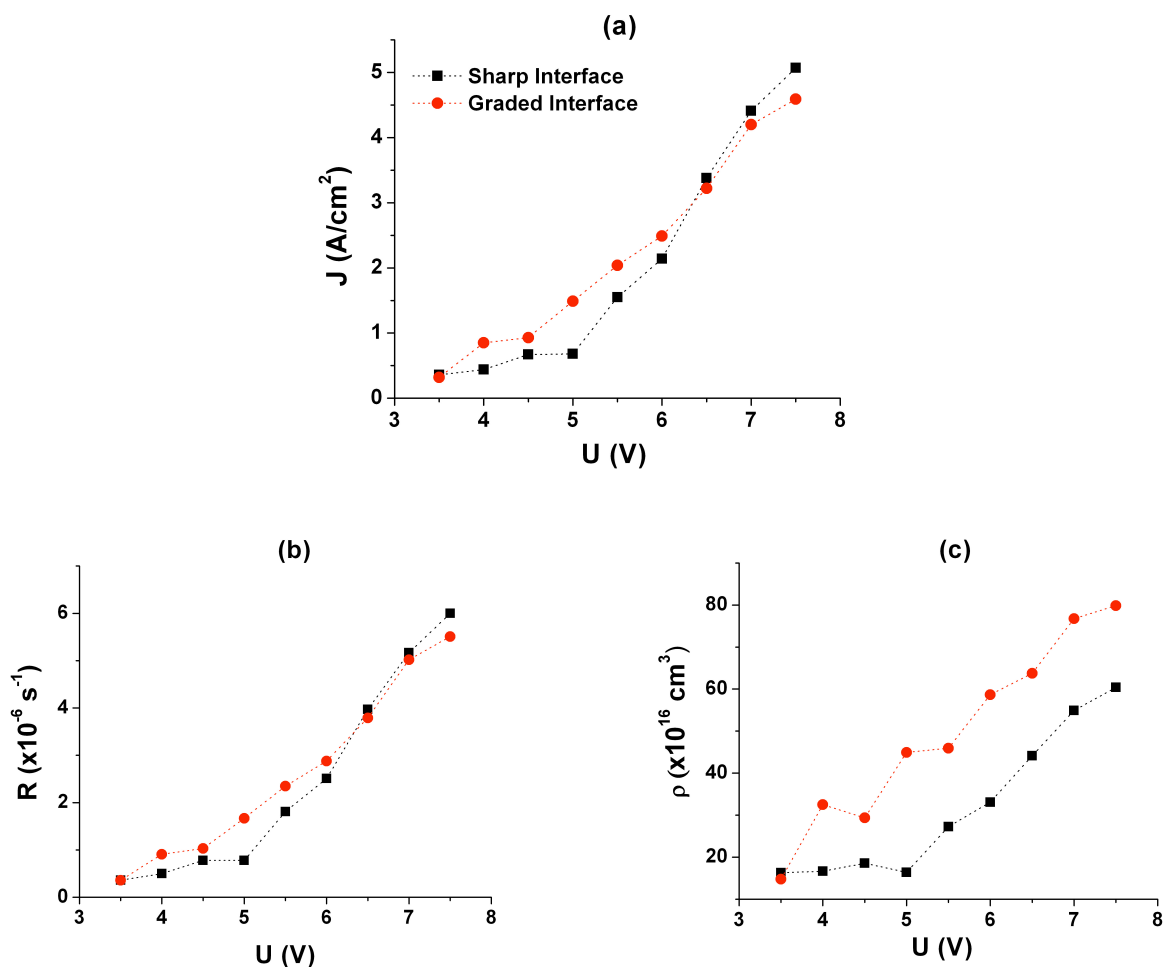 (a)
Sharp Interface
Graded Interface
J (A/cm²)
5
4
3
2
1
0
3 4 5 6 7 8
U (V)
(b)
R (x10⁻⁶ s⁻¹)
6
4
2
0
3 4 5 6 7 8
U (V)
(c)
ρ (x10¹⁶ cm³)
80
60
40
20
3 4 5 6 7 8
U (V)